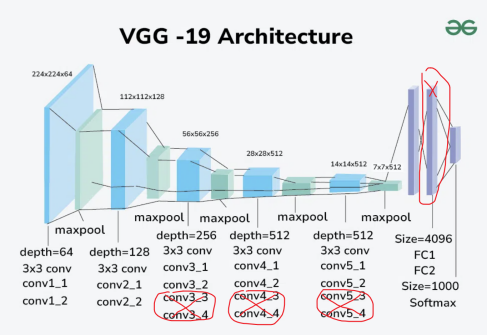 VGG -19 Architecture
224x224x64
112x112x128
56x56x256
28x28x512
14x14x512
7x7x512
maxpool
maxpool
maxpool
maxpool
maxpool
depth=64
3x3 conv
conv1_1
conv1_2
depth=128
3x3 conv
conv2_1
conv2_2
depth=256
3x3 conv
conv3_1
conv3_2
conv3_3
conv3_4
depth=512
3x3 conv
conv4_1
conv4_2
conv4_3
conv4_4
depth=512
3x3 conv
conv5_1
conv5_2
conv5_3
conv5_4
Size=4096
FC1
FC2
Size=1000
Softmax